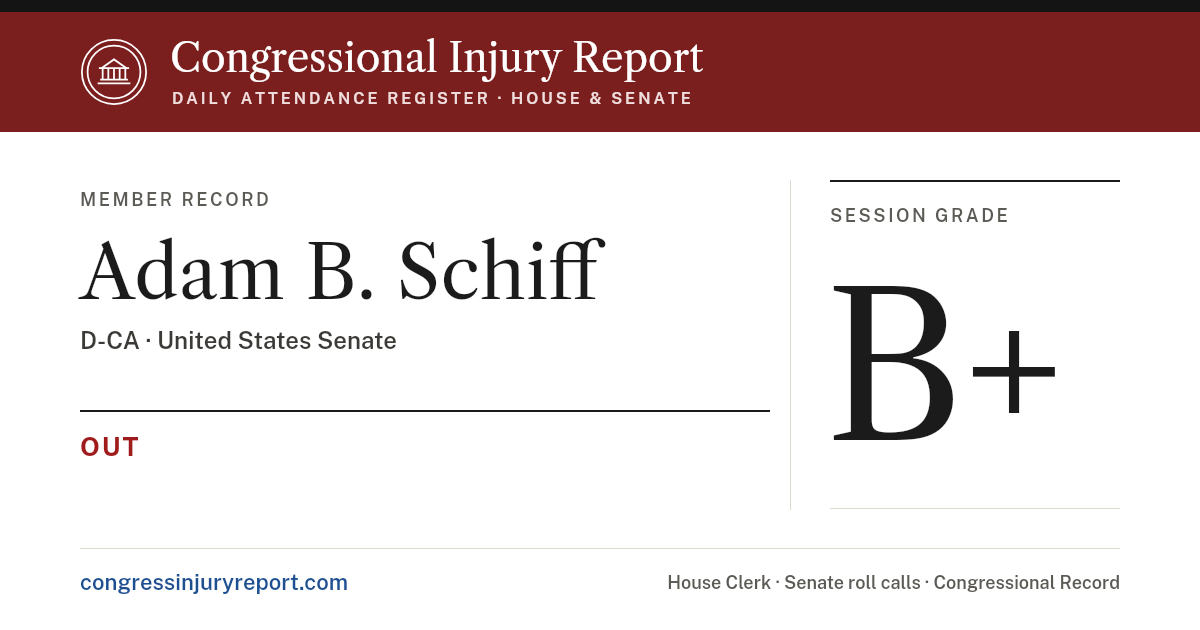 Congressional Injury Report
DAILY ATTENDANCE REGISTER · HOUSE & SENATE
MEMBER RECORD
Adam B. Schiff
D-CA · United States Senate
OUT
SESSION GRADE
B+
congressinjuryreport.com
House Clerk · Senate roll calls · Congressional Record